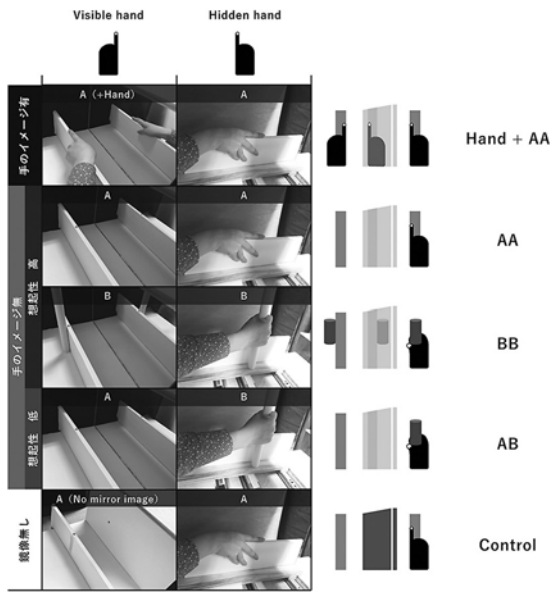 Visible hand
Hidden hand
手のイメージ有
A（+Hand）
A
Hand + AA
手のイメージ無
想起性 高
A
A
AA
B
B
BB
想起性 低
A
B
AB
鏡像無し
A（No mirror image）
A
Control